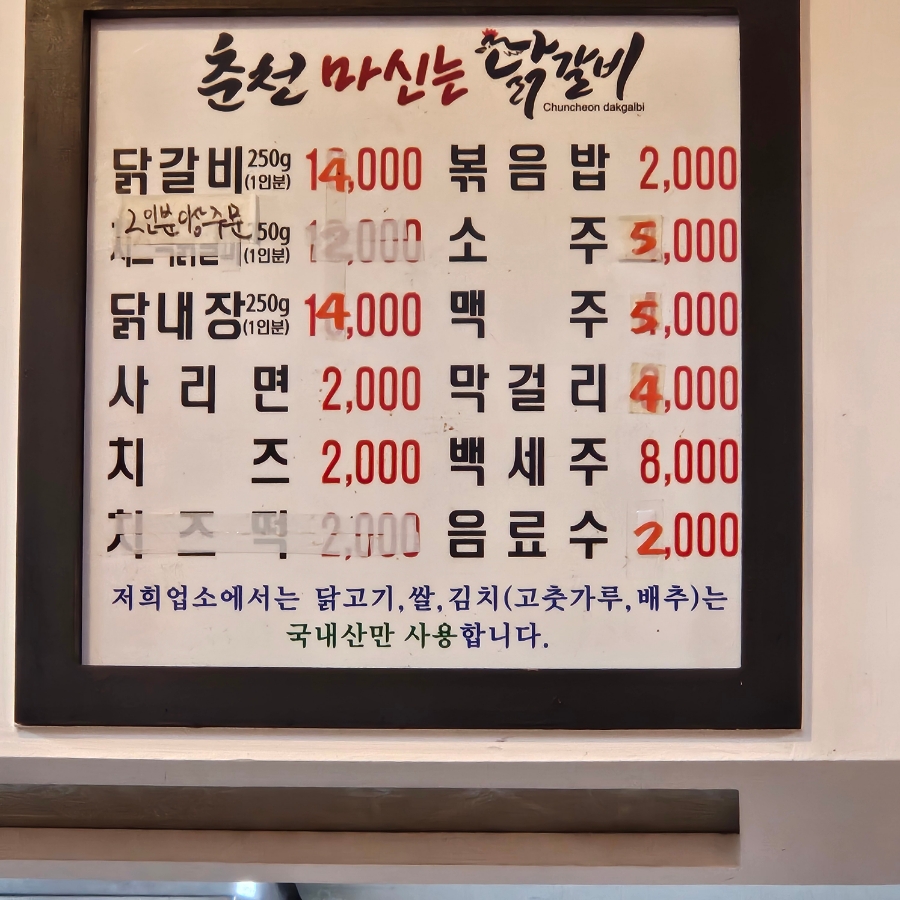 춘천 마신는 닭갈비
Chuncheon dakgalbi
닭갈비 250g (1인분) 14,000
2인분이상주문
50g (1인분)
닭내장 250g (1인분) 14,000
사리면 2,000
치즈 2,000
치즈떡 2,000
볶음밥 2,000
소주 5,000
맥주 5,000
막걸리 4,000
백세주 8,000
음료수 2,000
저희업소에서는 닭고기,쌀,김치(고춧가루,배추)는
국내산만 사용합니다.